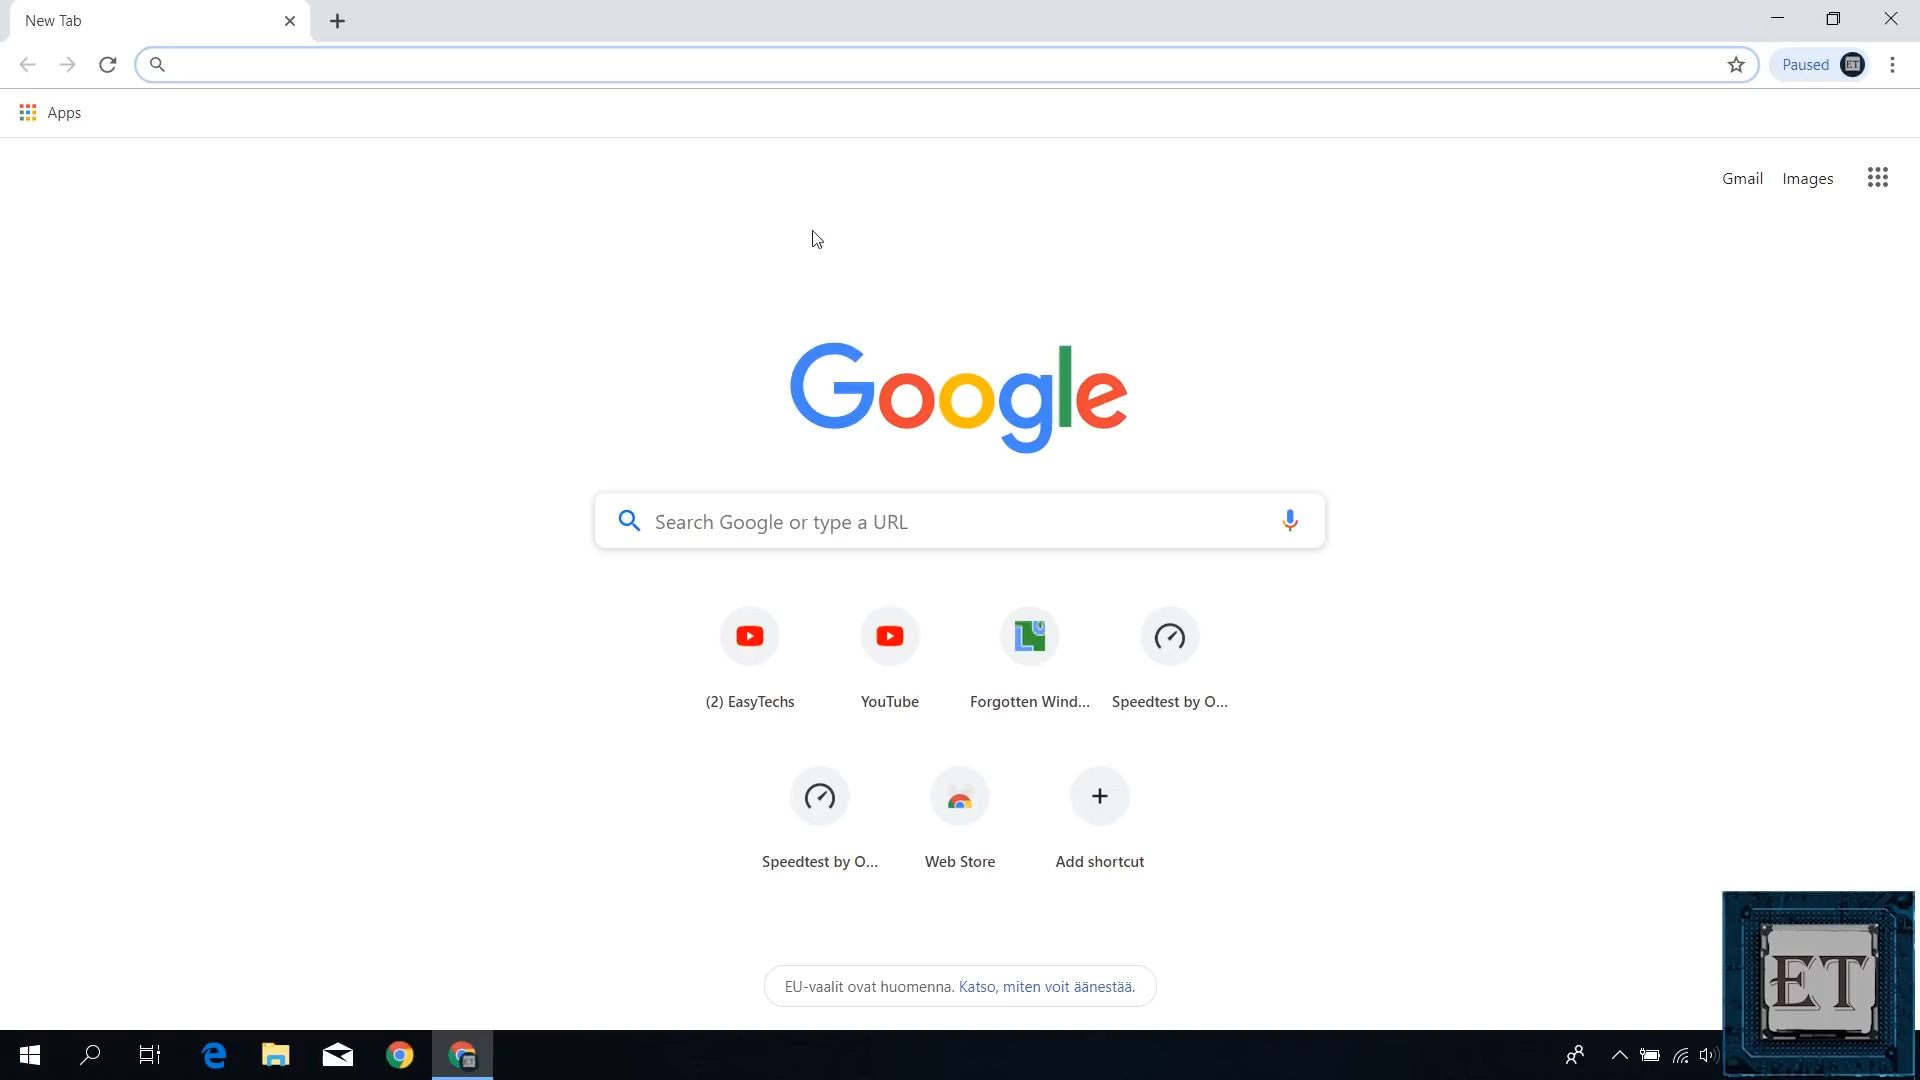 New Tab
Paused ET
Apps
Gmail Images
Google
Search Google or type a URL
(2) EasyTechs YouTube Forgotten Wind... Speedtest by O...
Speedtest by O... Web Store Add shortcut
EU-vaalit ovat huomenna. Katso, miten voit äänestää.
ET